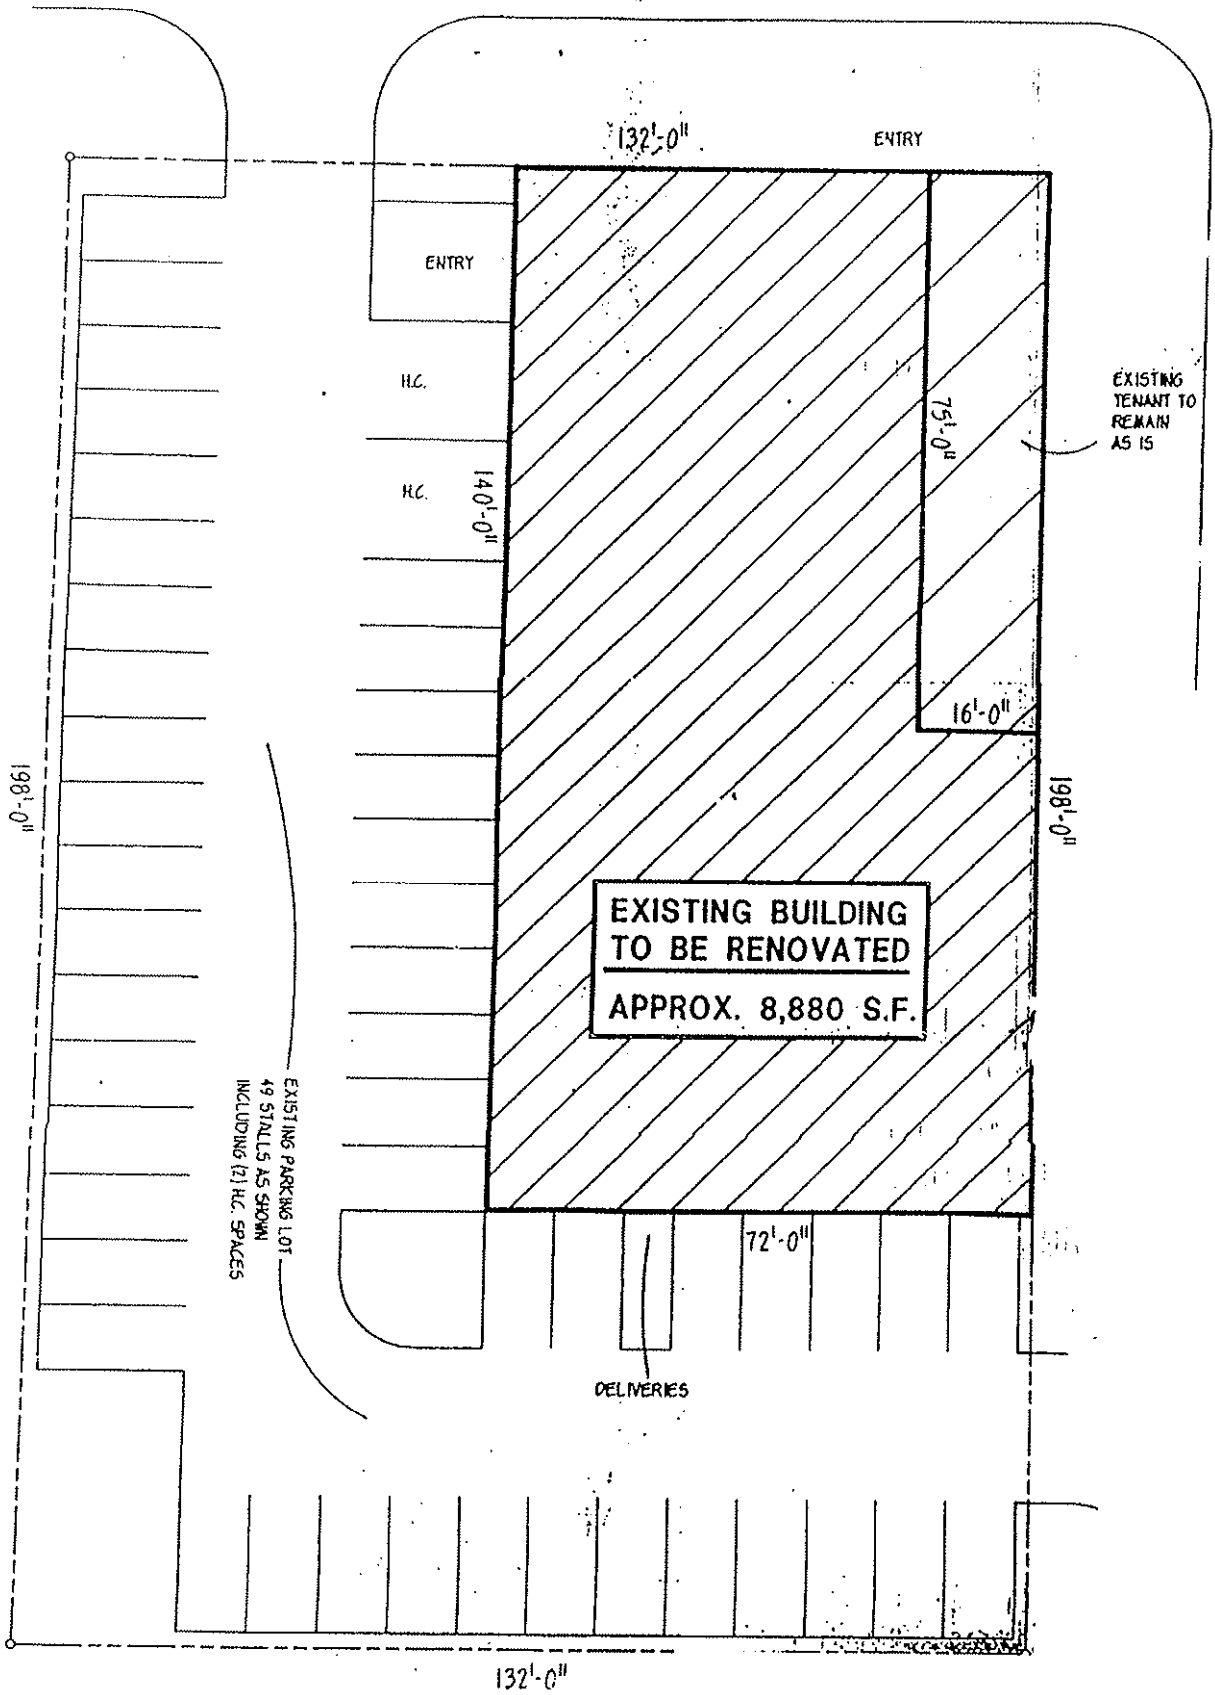 132'-0"
ENTRY
ENTRY
H.C.
H.C.
140'-0"
75'-0"
EXISTING
TENANT TO
REMAIN
AS IS
16'-0"
198'-0"
198'-0"
EXISTING BUILDING
TO BE RENOVATED
APPROX. 8,880 S.F.
EXISTING PARKING LOT
49 STALLS AS SHOWN
INCLUDING (2) H.C. SPACES
72'-0"
DELIVERIES
132'-0"